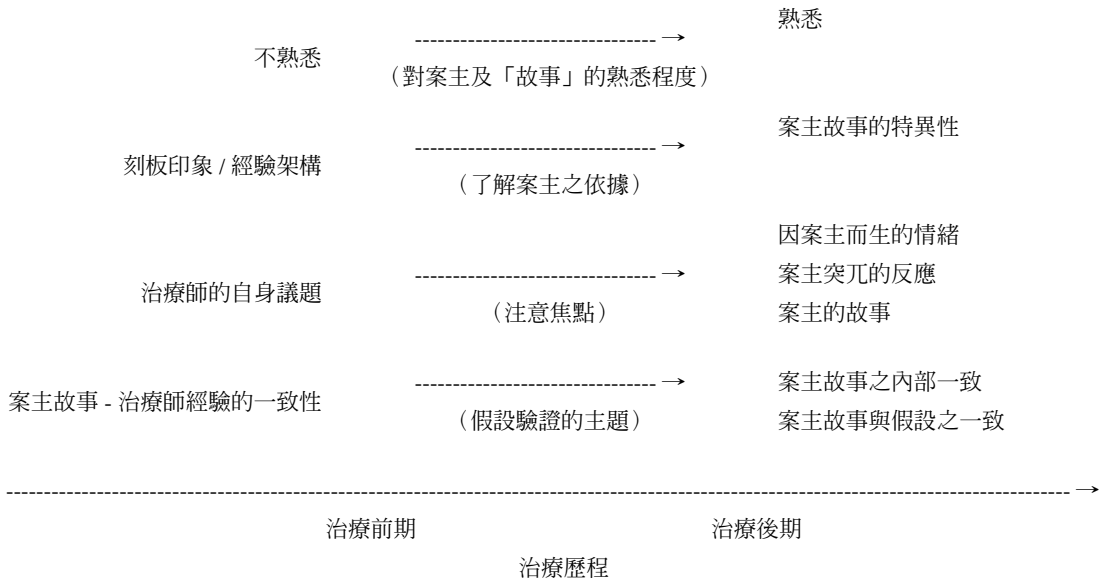 熟悉
不熟悉 -------------------------------- →
（對案主及「故事」的熟悉程度）
案主故事的特異性
刻板印象 / 經驗架構 -------------------------------- →
（了解案主之依據）
因案主而生的情緒
治療師的自身議題 -------------------------------- → 案主突兀的反應
（注意焦點） 案主的故事
案主故事 - 治療師經驗的一致性 -------------------------------- → 案主故事之內部一致
（假設驗證的主題） 案主故事與假設之一致
治療前期 治療後期
治療歷程